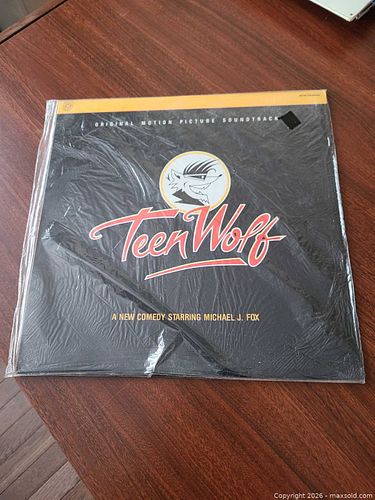 ORIGINAL MOTION PICTURE SOUNDTRACK
Teen Wolf
A NEW COMEDY STARRING MICHAEL J. FOX
Copyright © 2026 - maxsold.com